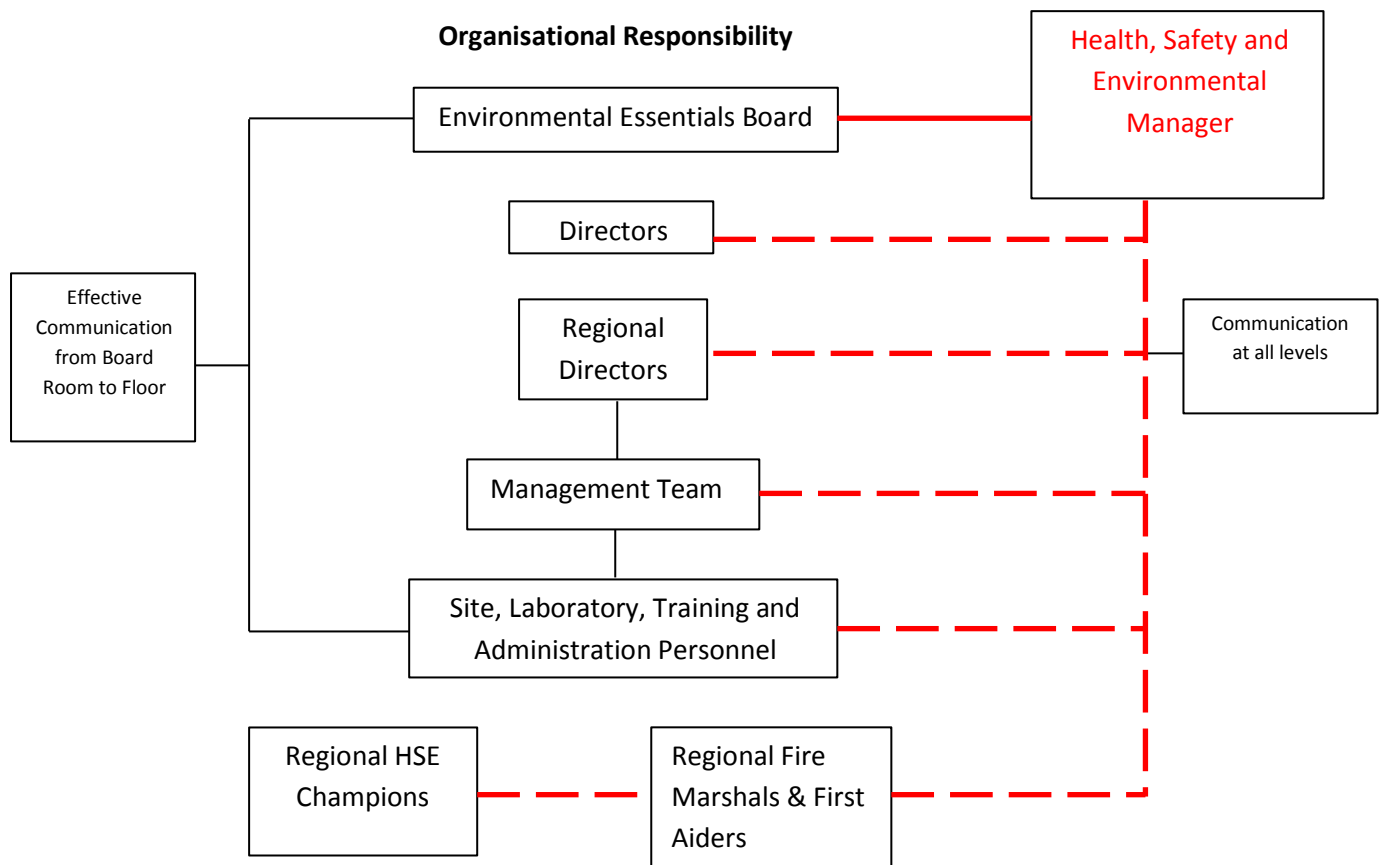 Organisational Responsibility
Health, Safety and
Environmental
Manager
Environmental Essentials Board
Directors
Effective
Communication
from Board
Room to Floor
Regional
Directors
Communication
at all levels
Management Team
Site, Laboratory, Training and
Administration Personnel
Regional HSE
Champions
Regional Fire
Marshals & First
Aiders